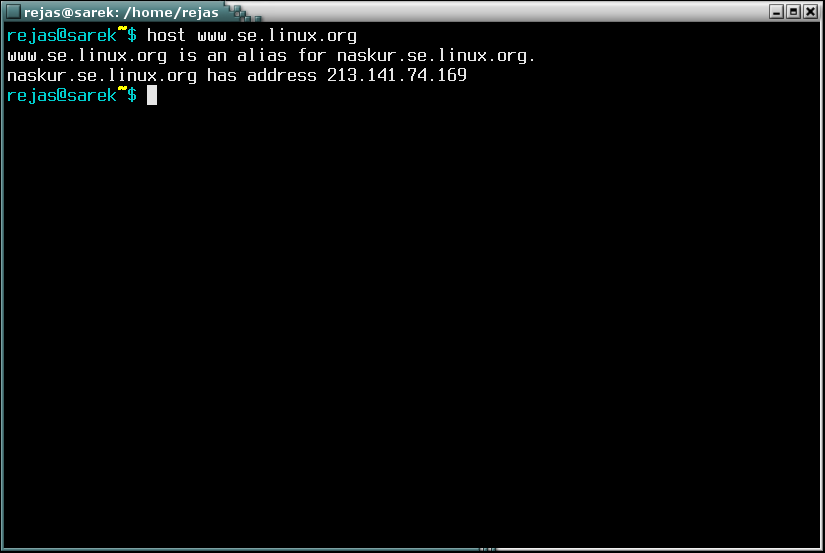 rejas@sarek: /home/rejas
rejas@sarek~$ host www.se.linux.org
www.se.linux.org is an alias for naskur.se.linux.org.
naskur.se.linux.org has address 213.141.74.169
rejas@sarek~$